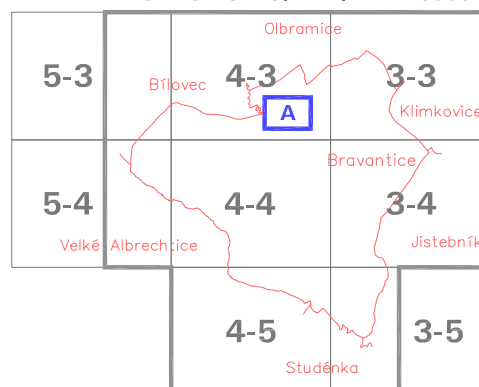 Olbramice
5-3
4-3
3-3
Bílovec
Klimkovice
A
Bravantice
5-4
4-4
3-4
Velké Albrechtice
Jistebník
4-5
3-5
Studénka